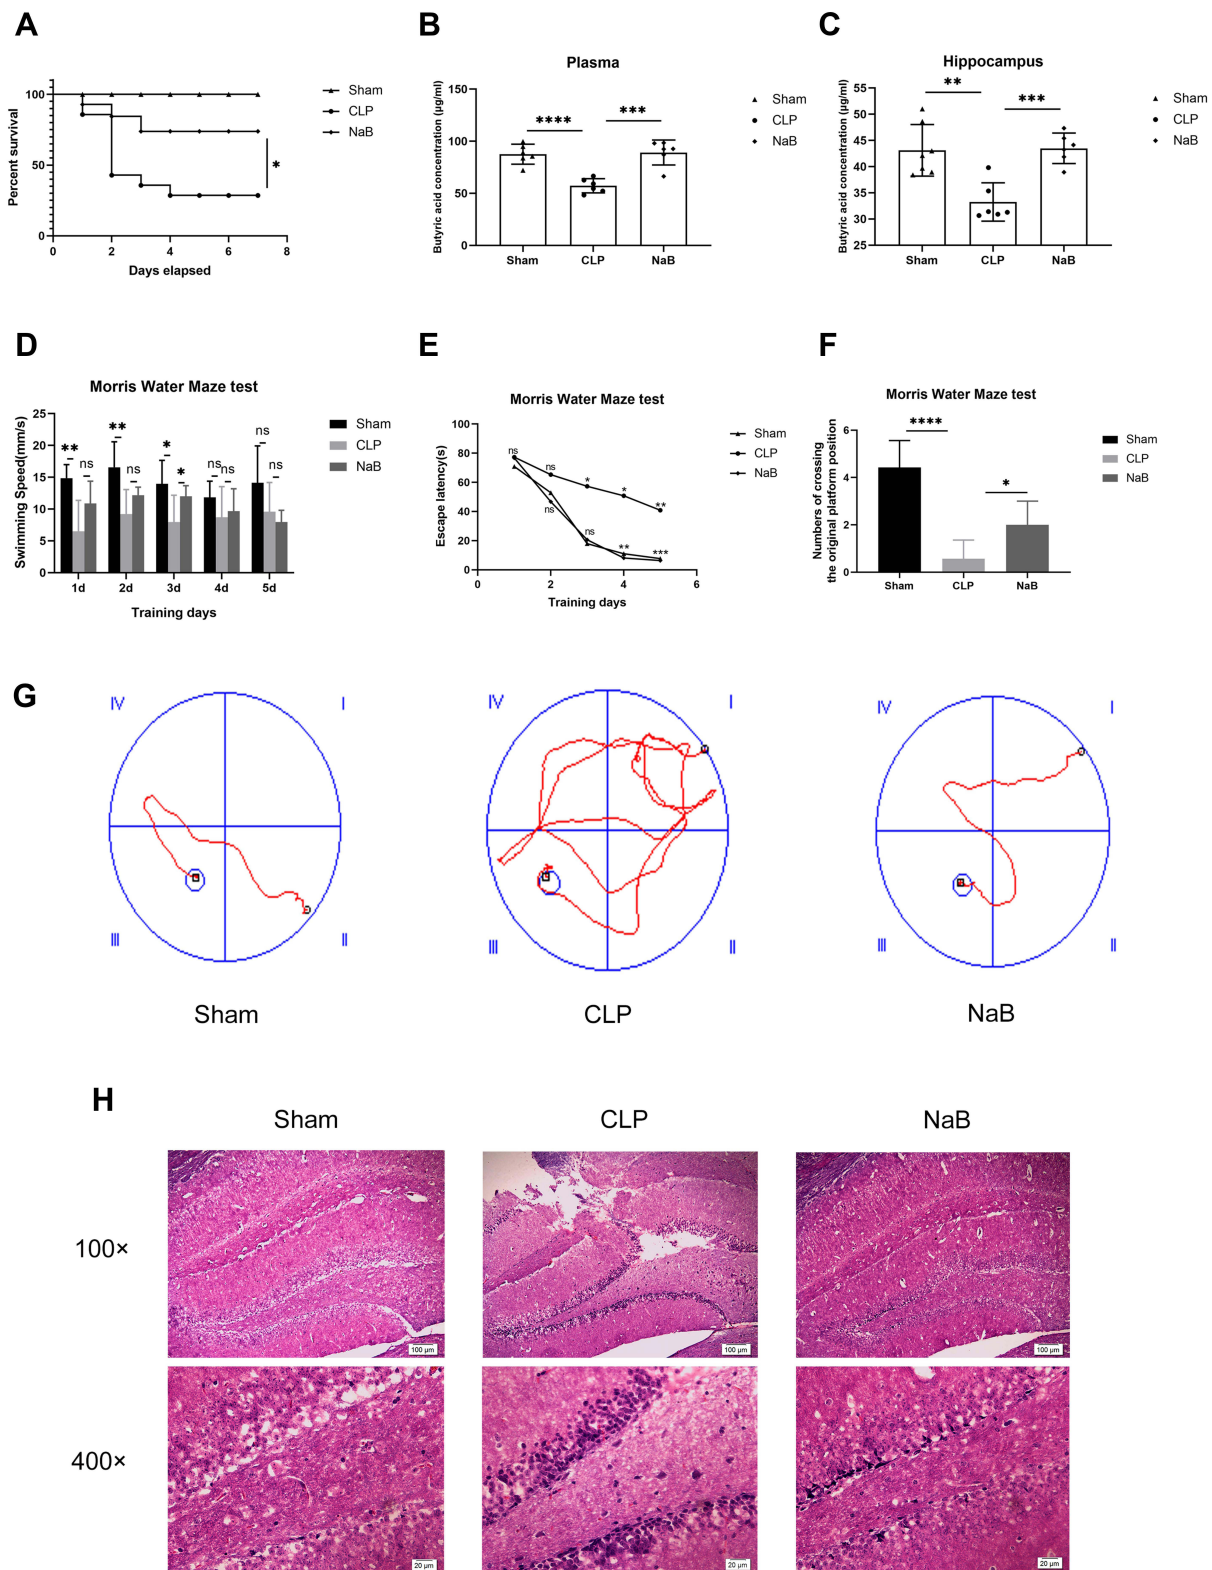 A
Percent survival
100
50
0
0 2 4 6 8
Days elapsed
Sham
CLP
NaB
*
B
Plasma
Butyric acid concentration (μg/ml)
150
100
50
0
**** ***
Sham CLP NaB
Sham
CLP
NaB
C
Hippocampus
Butyric acid concentration (μg/ml)
55
50
45
40
35
30
25
** ***
Sham CLP NaB
Sham
CLP
NaB
D
Morris Water Maze test
Swimming Speed(mm/s)
25
20
15
10
5
0
** ns ** ns * * ns ns ns ns
1d 2d 3d 4d 5d
Training days
Sham
CLP
NaB
E
Morris Water Maze test
Escape latency(s)
100
80
60
40
20
0
ns ns * * **
ns ns ** ***
0 2 4 6
Training days
Sham
CLP
NaB
F
Morris Water Maze test
Numbers of crossing
the original platform position
6
4
2
0
**** *
Sham CLP NaB
Sham
CLP
NaB
G
IV I
III II
Sham
IV I
III II
CLP
IV I
III II
NaB
H
Sham CLP NaB
100×
100 μm 100 μm 100 μm
400×
20 μm 20 μm 20 μm